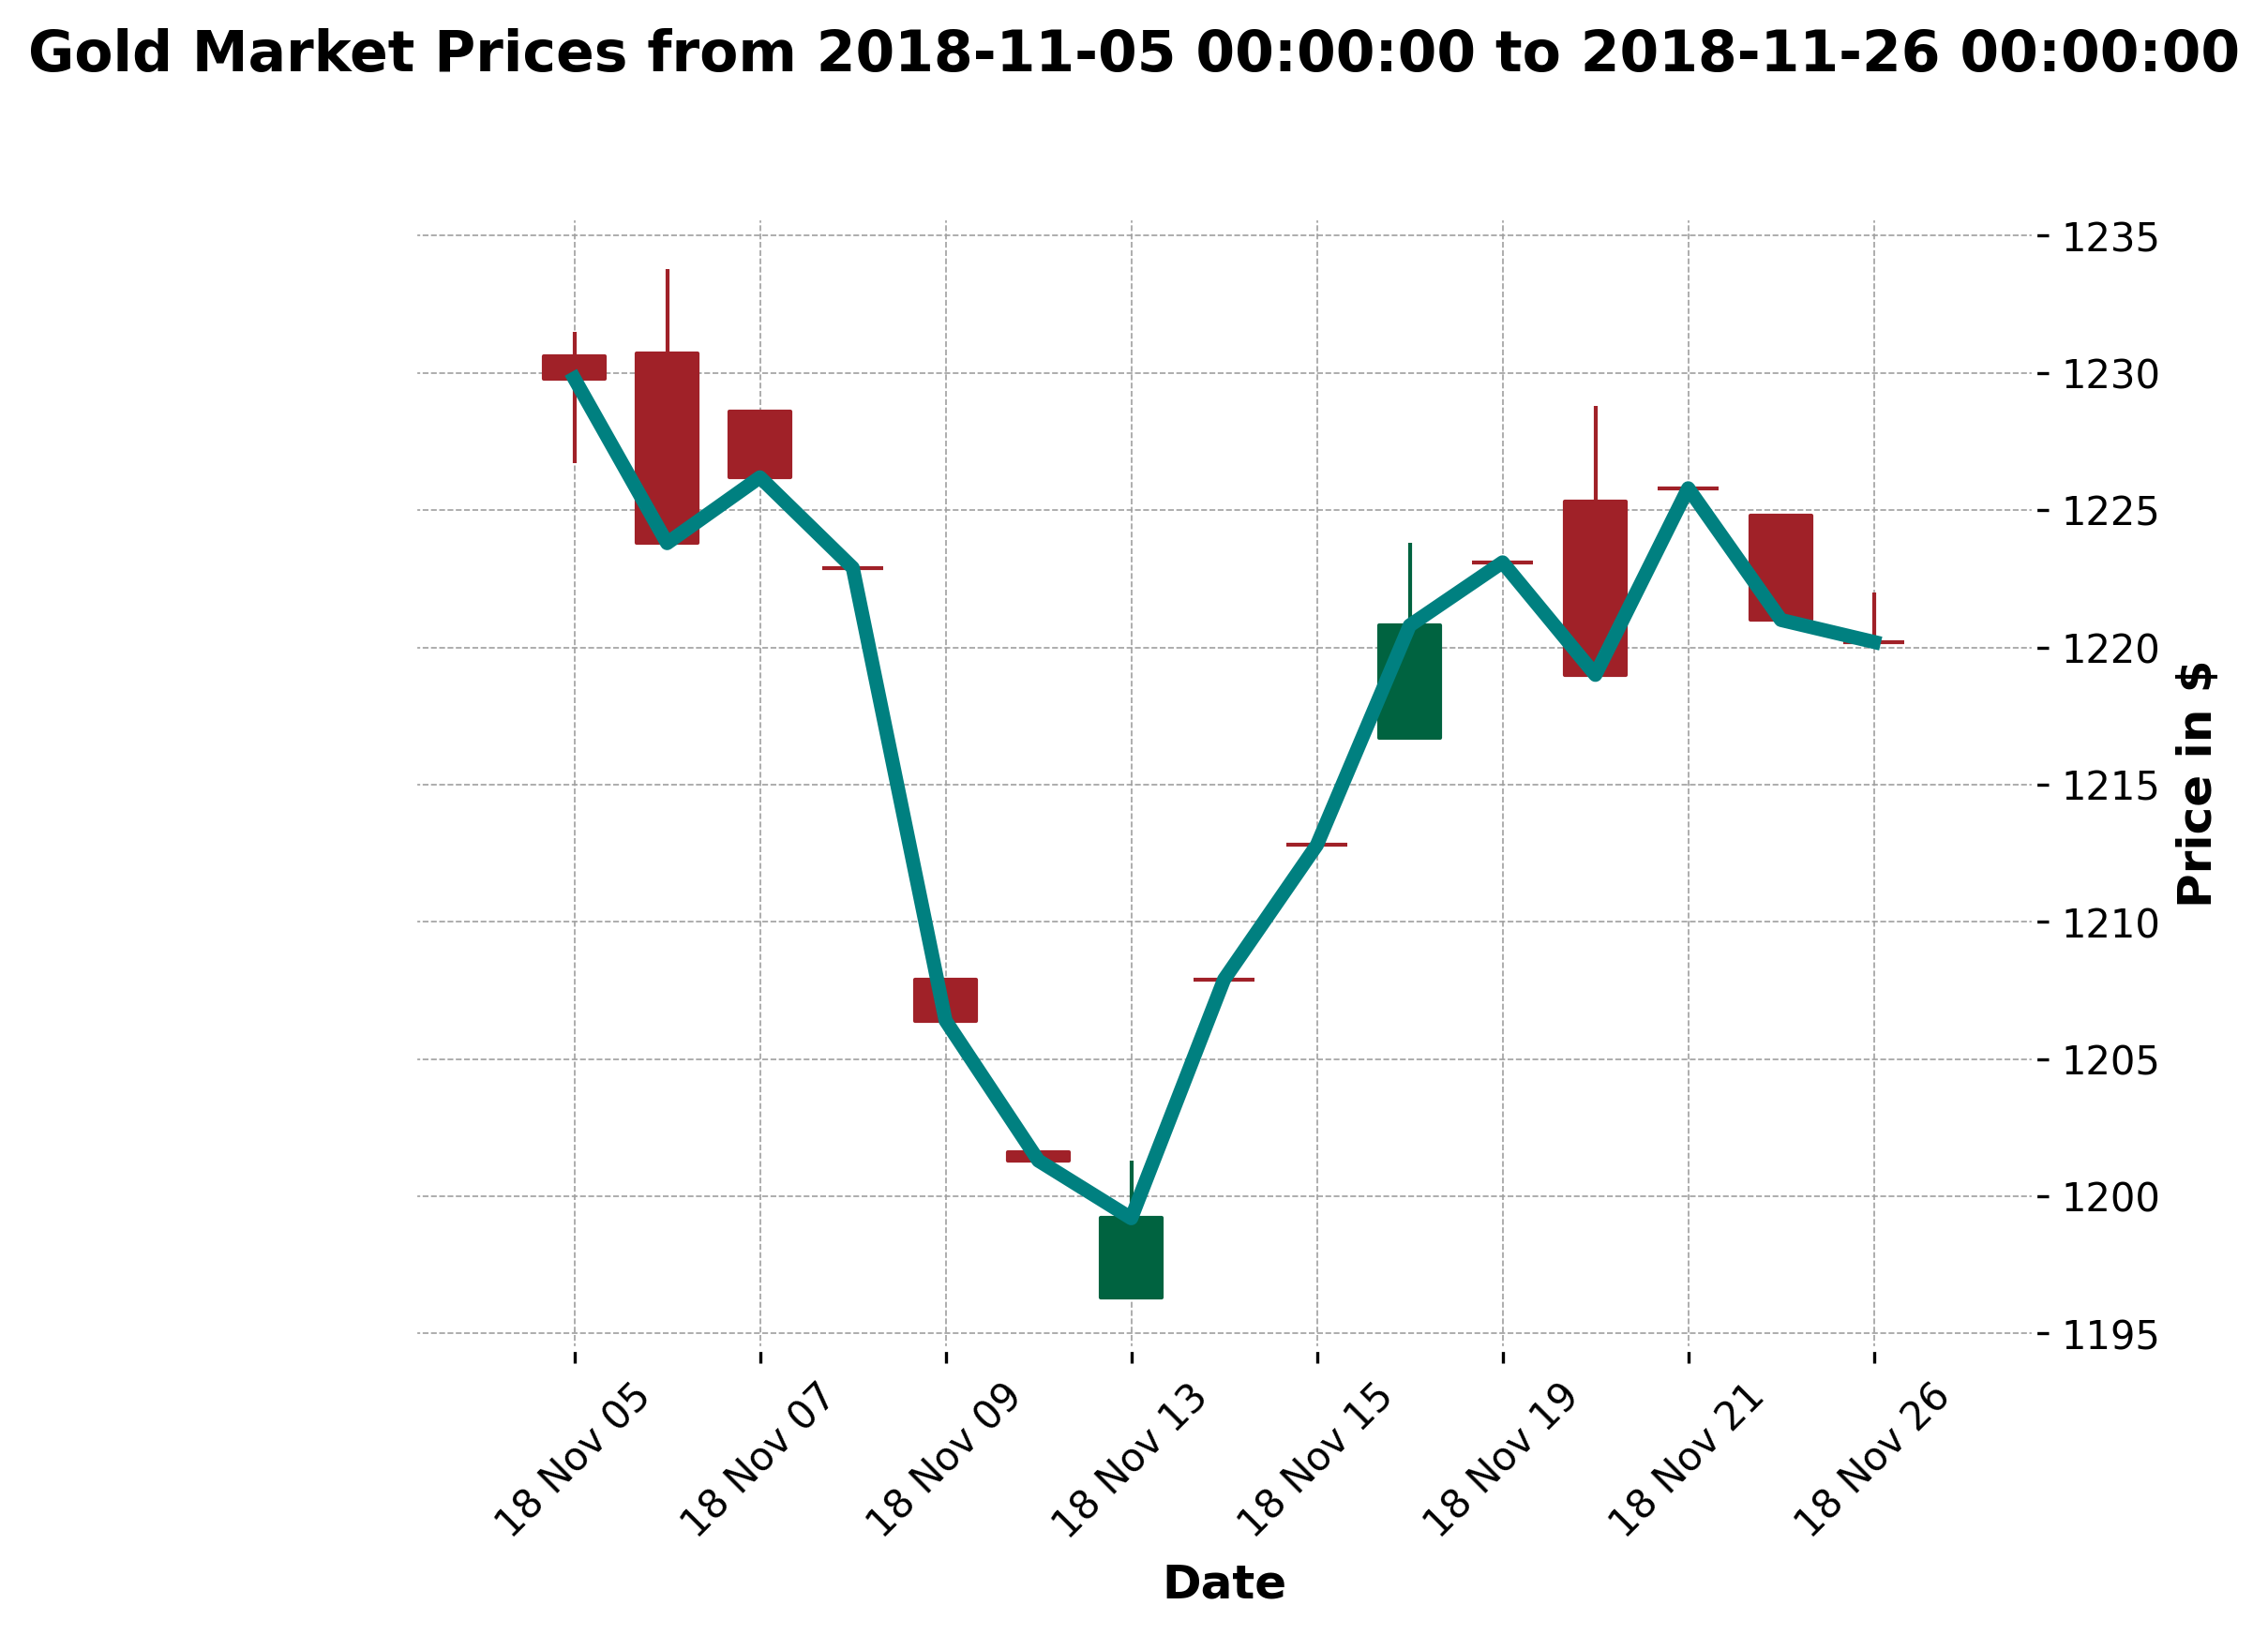 Gold Market Prices from 2018-11-05 00:00:00 to 2018-11-26 00:00:00
1235
1230
1225
1220
1215
1210
1205
1200
1195
Price in $
18 Nov 05
18 Nov 07
18 Nov 09
18 Nov 13
18 Nov 15
18 Nov 19
18 Nov 21
18 Nov 26
Date